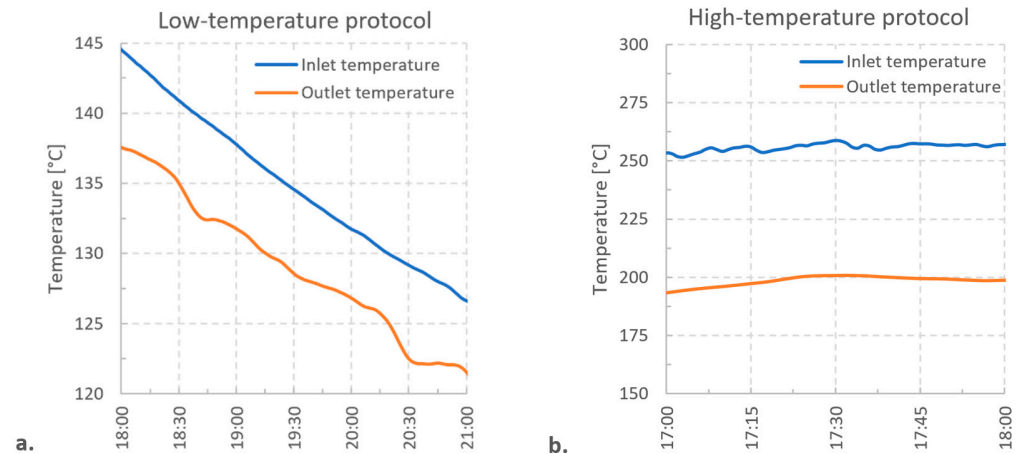 Low-temperature protocol
Temperature [°C]
145
140
135
130
125
120
Inlet temperature
Outlet temperature
18:00
18:30
19:00
19:30
20:00
20:30
21:00
a.
High-temperature protocol
Temperature [°C]
300
275
250
225
200
175
150
Inlet temperature
Outlet temperature
17:00
17:15
17:30
17:45
18:00
b.